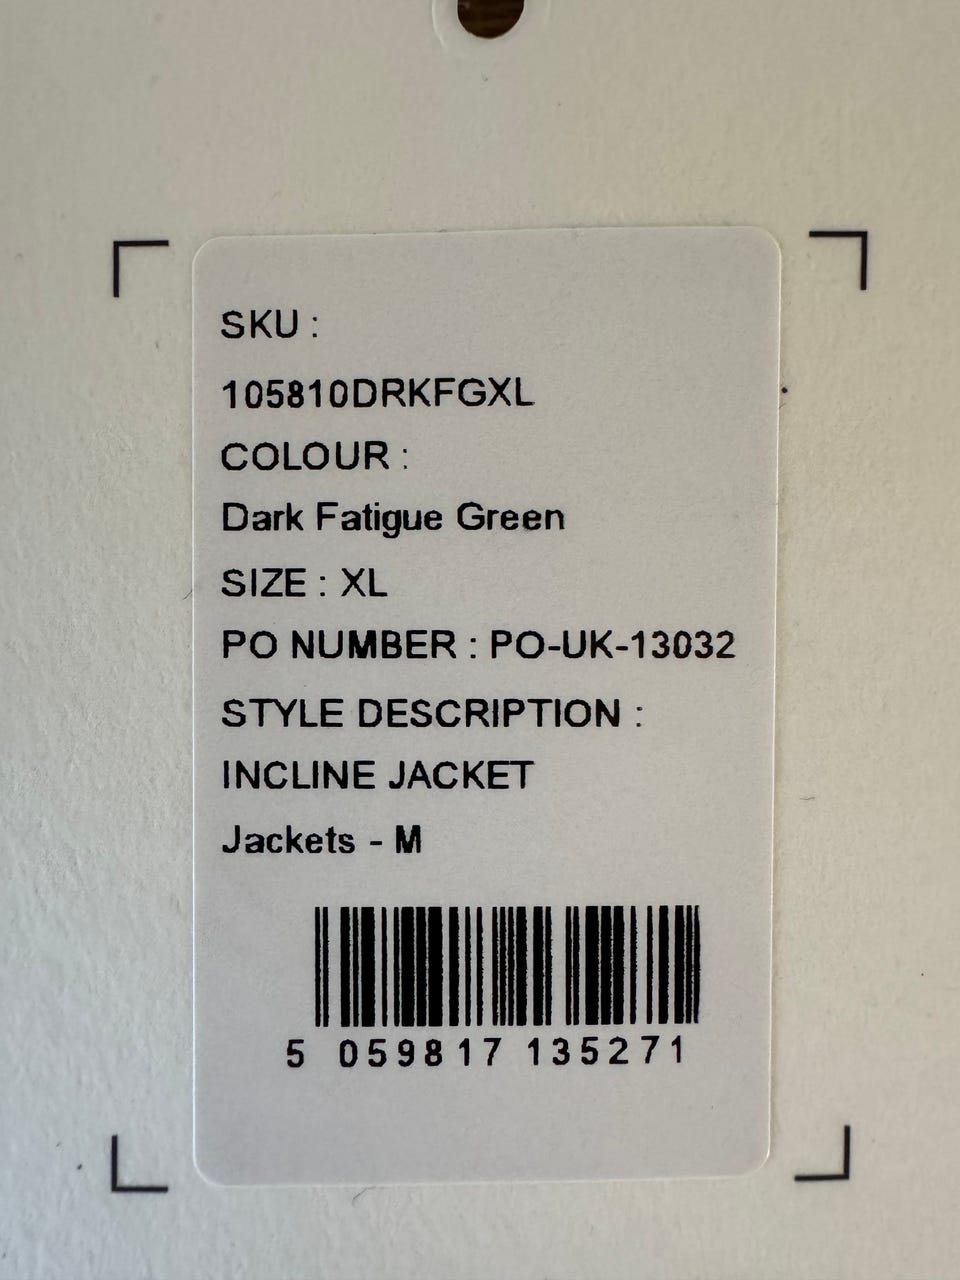 SKU :
105810DRKFGXL
COLOUR :
Dark Fatigue Green
SIZE : XL
PO NUMBER : PO-UK-13032
STYLE DESCRIPTION :
INCLINE JACKET
Jackets - M
5 059817 135271